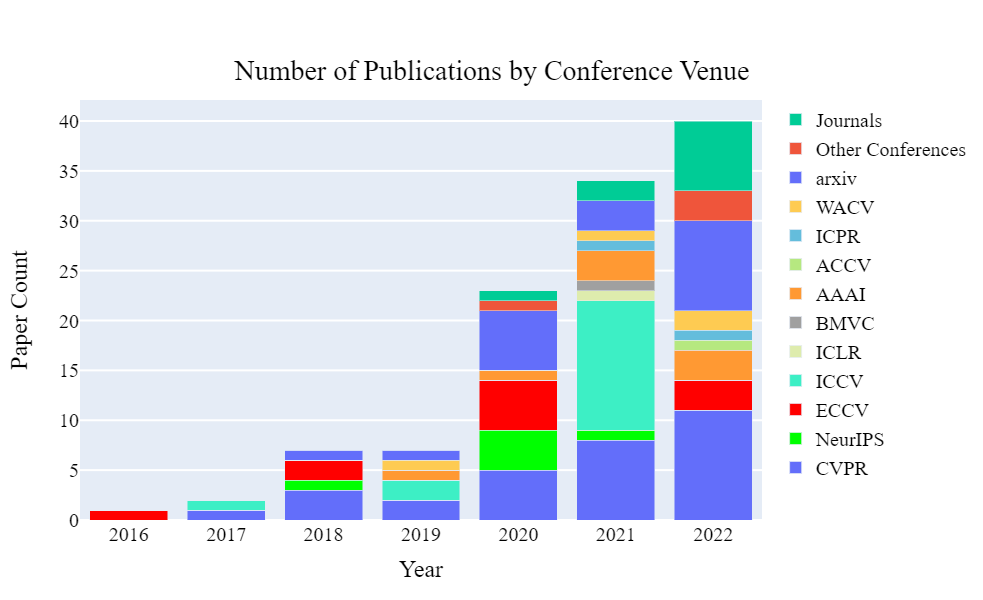 Number of Publications by Conference Venue
40
35
30
25
20
15
10
5
0
Paper Count
2016 2017 2018 2019 2020 2021 2022
Year
Journals
Other Conferences
arxiv
WACV
ICPR
ACCV
AAAI
BMVC
ICLR
ICCV
ECCV
NeurIPS
CVPR